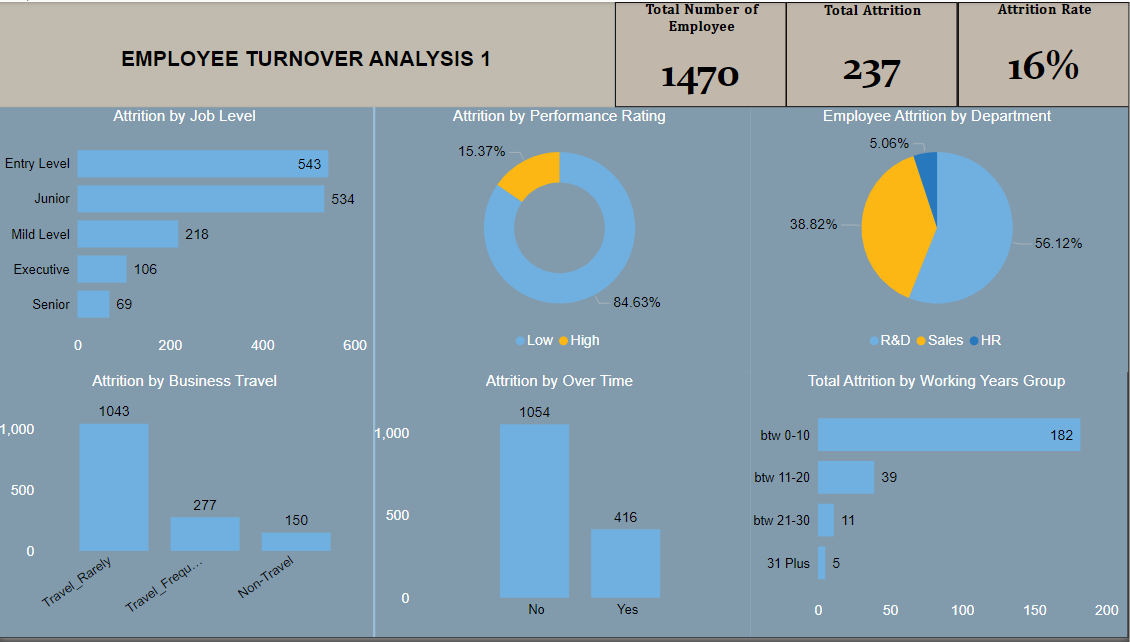 EMPLOYEE TURNOVER ANALYSIS 1
Total Number of
Employee
1470
Total Attrition
237
Attrition Rate
16%
Attrition by Job Level
Entry Level
543
Junior
534
Mild Level
218
Executive
106
Senior
69
0
200
400
600
Attrition by Performance Rating
15.37%
84.63%
Low
High
Employee Attrition by Department
5.06%
38.82%
56.12%
R&D
Sales
HR
Attrition by Business Travel
1,000
500
0
1043
277
150
Travel_Rarely
Travel_Frequ...
Non-Travel
Attrition by Over Time
1,000
500
0
1054
416
No
Yes
Total Attrition by Working Years Group
btw 0-10
182
btw 11-20
39
btw 21-30
11
31 Plus
5
0
50
100
150
200